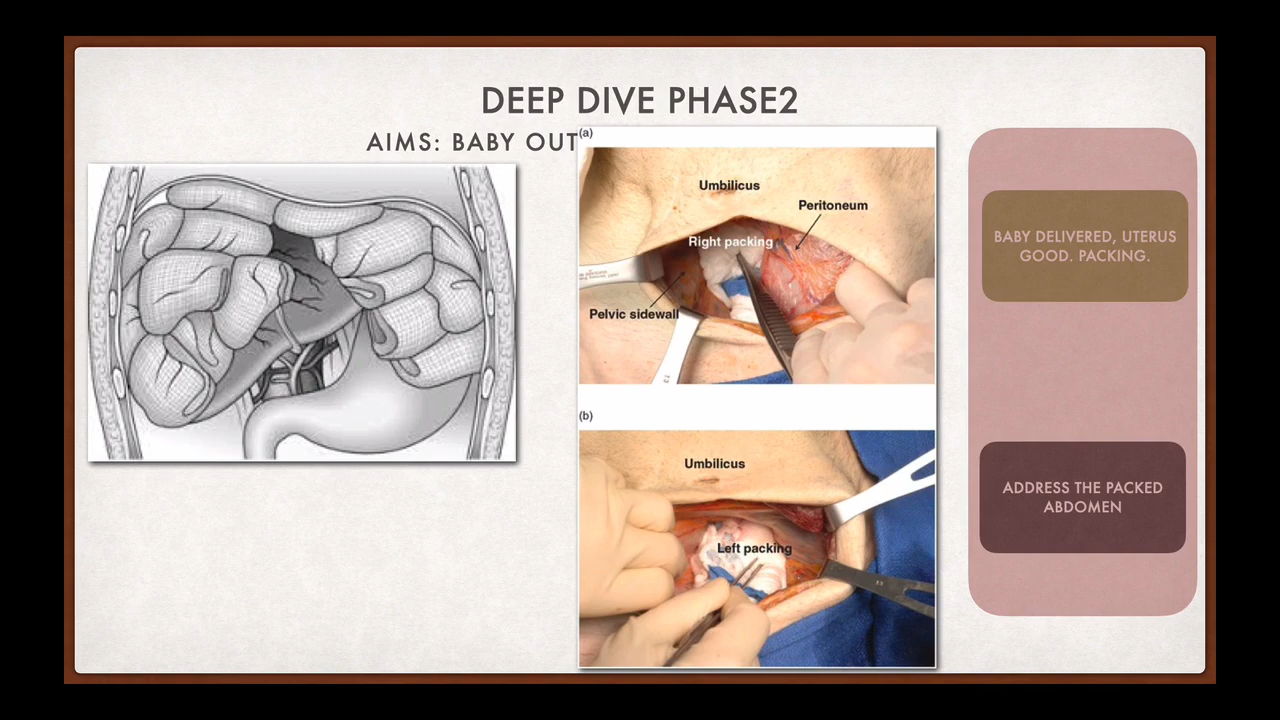 DEEP DIVE PHASE2
AIMS: BABY OUT
(a)
Umbilicus
Peritoneum
Right packing
Pelvic sidewall
(b)
Umbilicus
Left packing
BABY DELIVERED, UTERUS
GOOD. PACKING.
ADDRESS THE PACKED
ABDOMEN